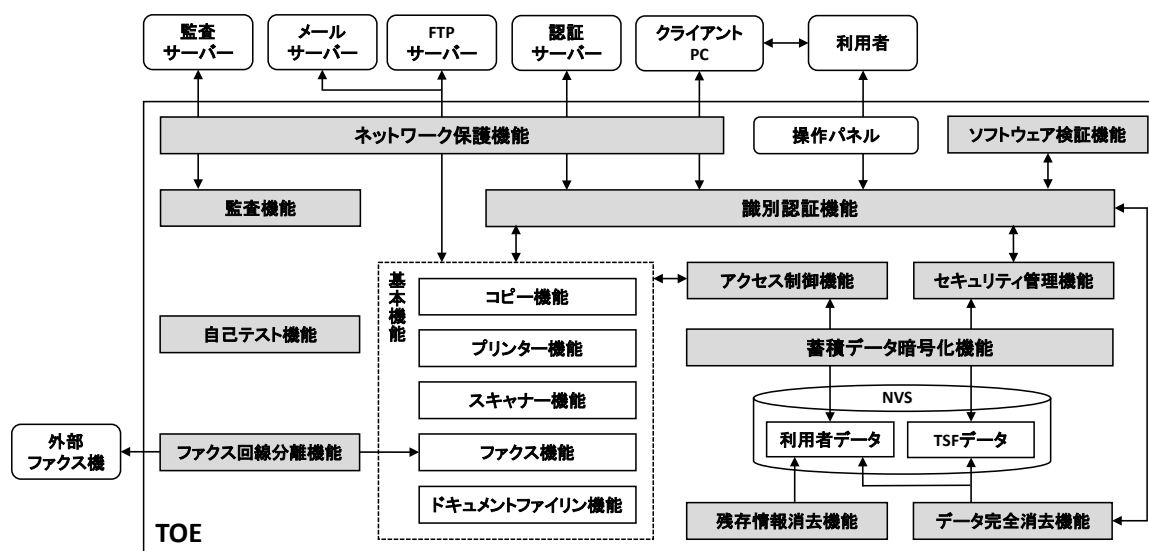 監査
サーバー
メール
サーバー
FTP
サーバー
認証
サーバー
クライアント
PC
利用者
ネットワーク保護機能
操作パネル
ソフトウェア検証機能
監査機能
識別認証機能
基本機能
コピー機能
アクセス制御機能
セキュリティ管理機能
自己テスト機能
プリンター機能
蓄積データ暗号化機能
スキャナー機能
NVS
外部
ファクス機
ファクス回線分離機能
ファクス機能
利用者データ
TSFデータ
ドキュメントファイリン機能
残存情報消去機能
データ完全消去機能
TOE